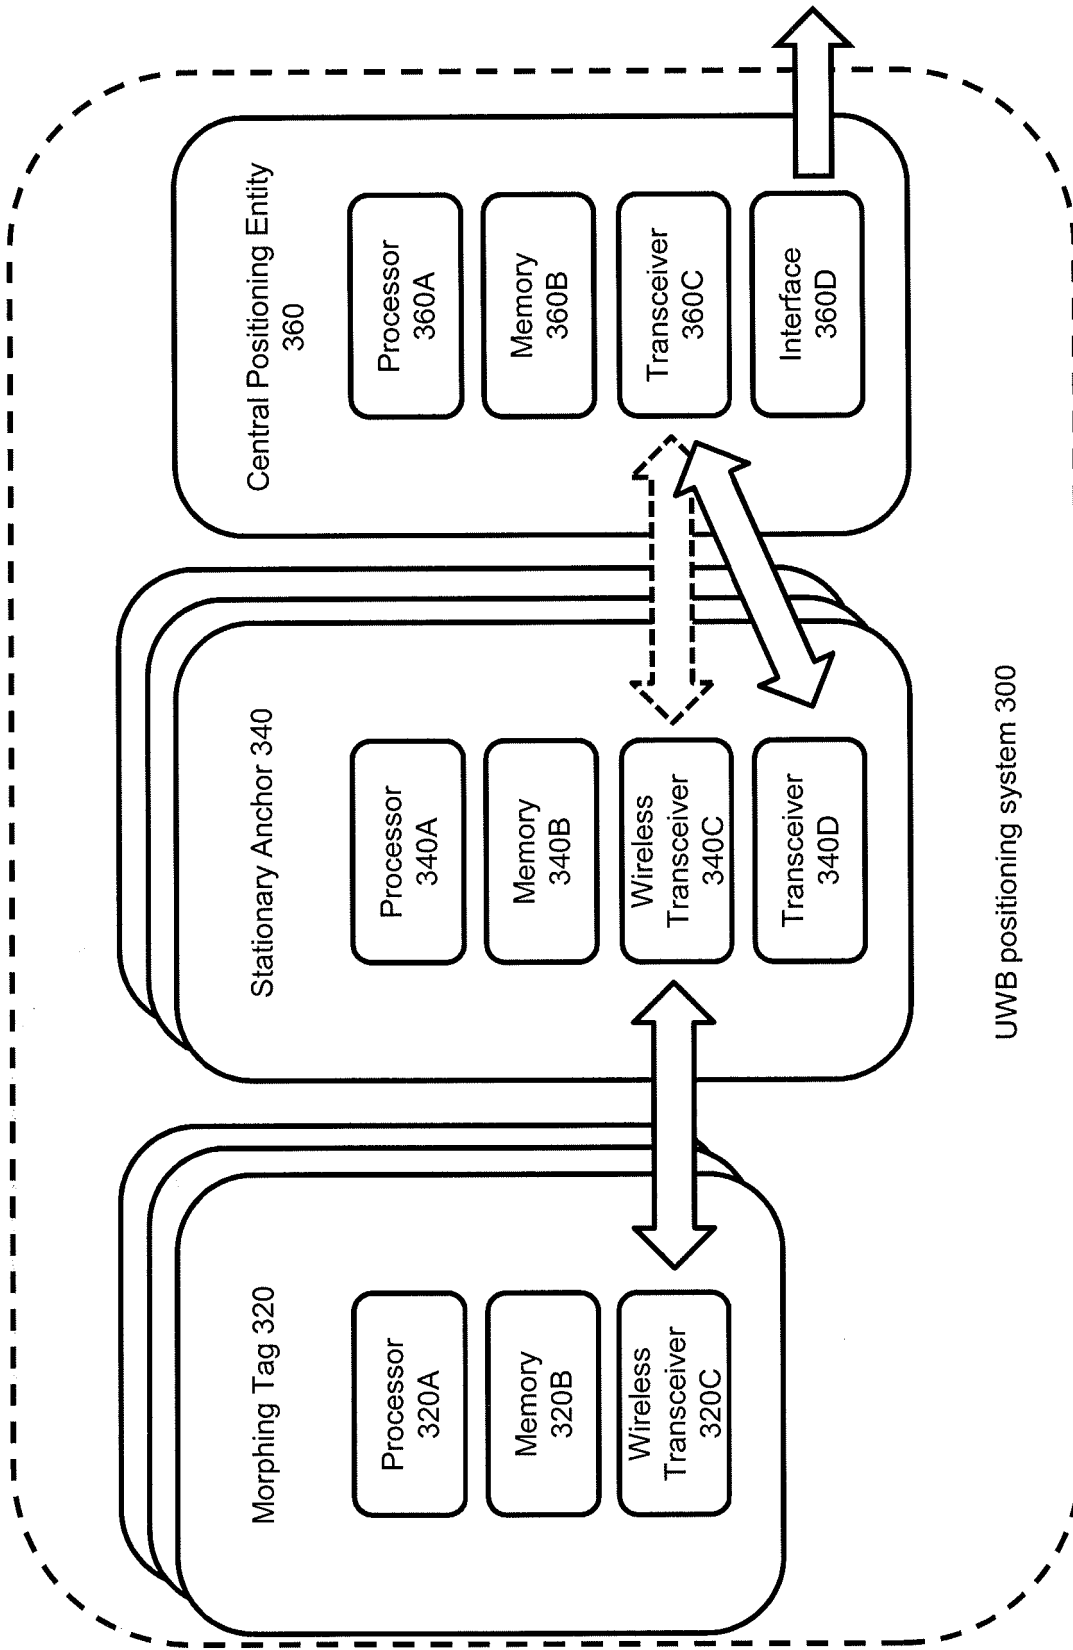 Morphing Tag 320
Processor
320A
Memory
320B
Wireless
Transceiver
320C
Stationary Anchor 340
Processor
340A
Memory
340B
Wireless
Transceiver
340C
Transceiver
340D
Central Positioning Entity
360
Processor
360A
Memory
360B
Transceiver
360C
Interface
360D
UWB positioning system 300